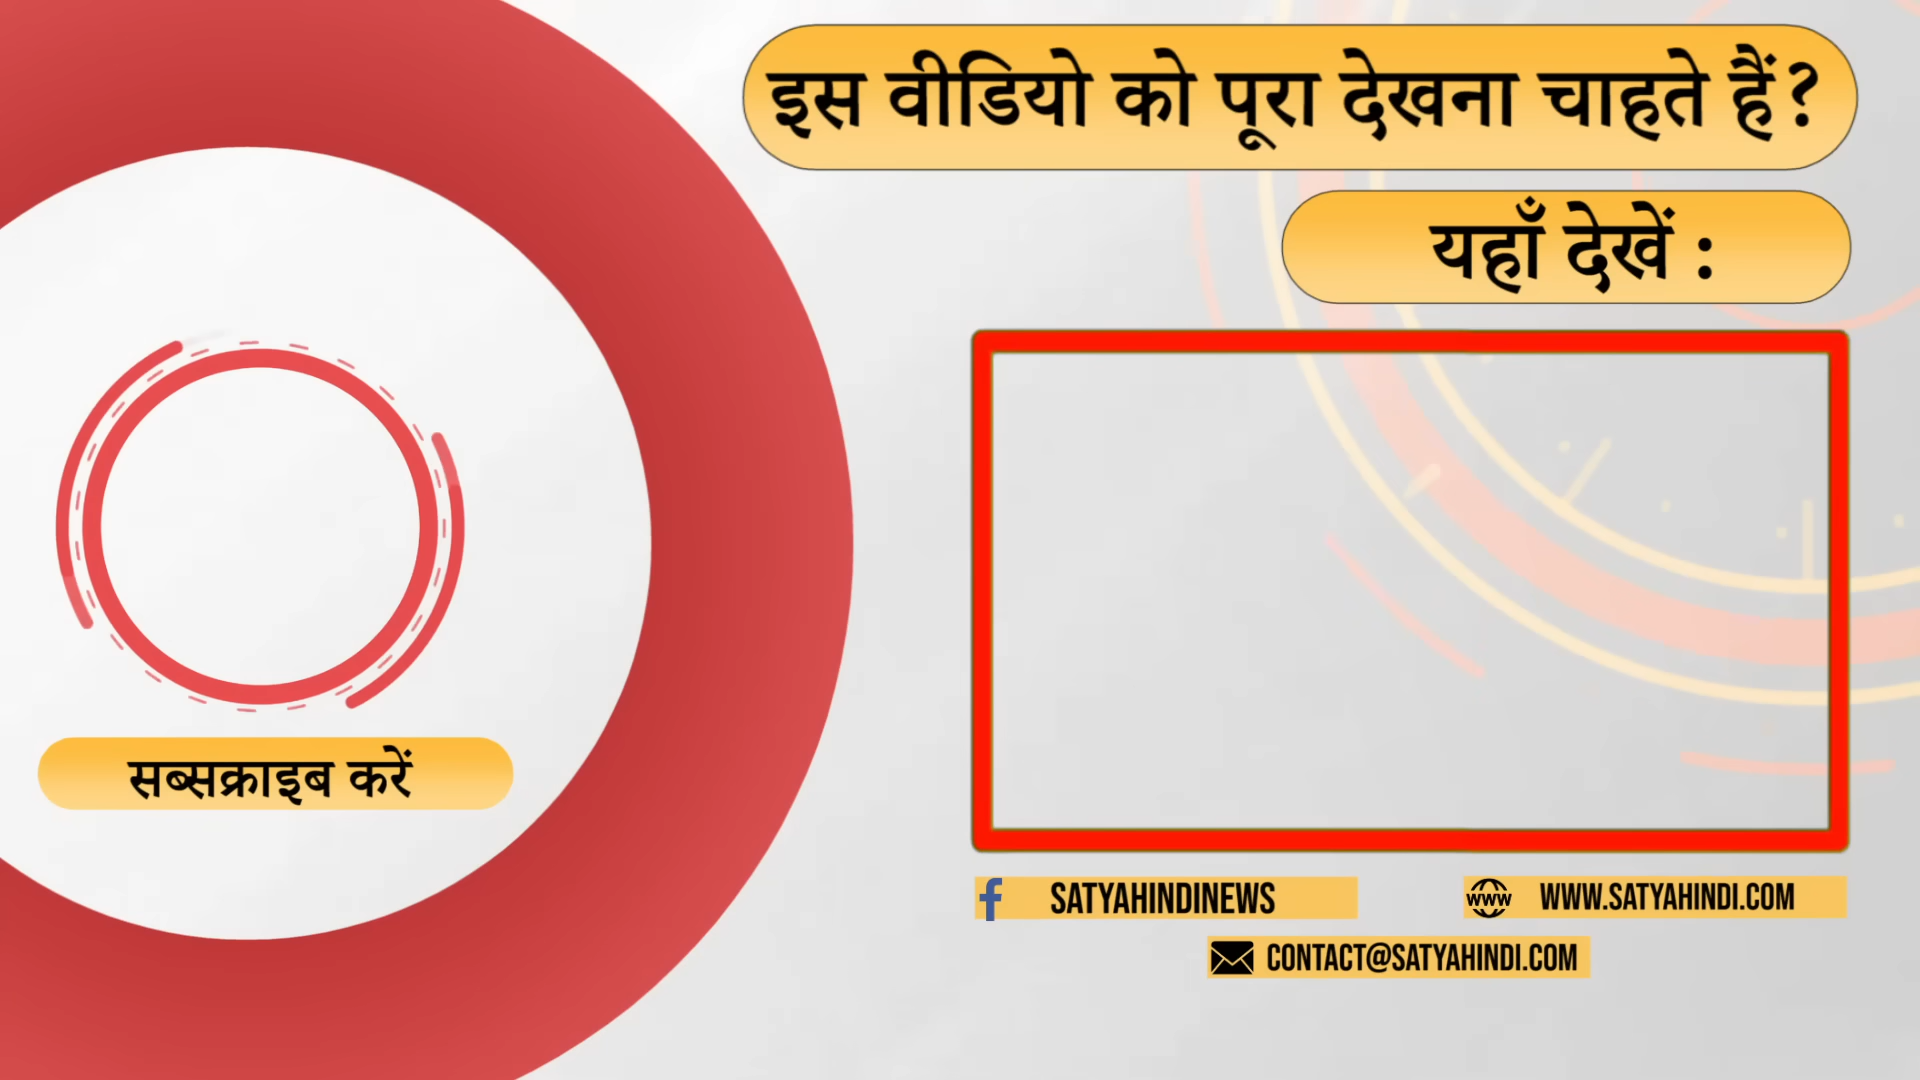 इस वीडियो को पूरा देखना चाहते हैं?
यहाँ देखें :
सब्सक्राइब करें
SATYAHINDINEWS
WWW WWW.SATYAHINDI.COM
CONTACT@SATYAHINDI.COM